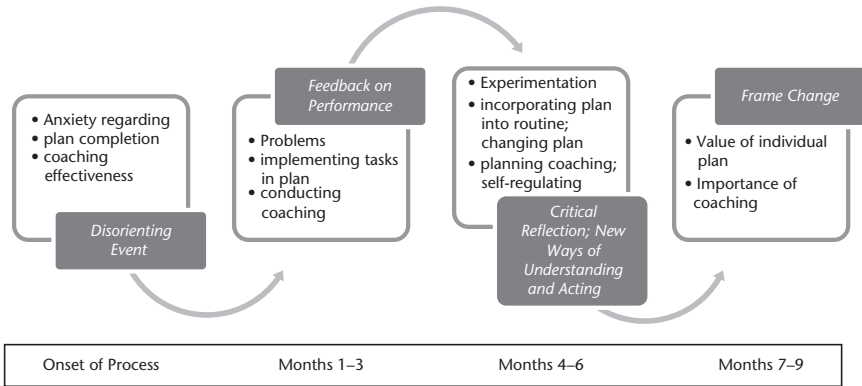 • Anxiety regarding
• plan completion
• coaching
effectiveness
Disorienting
Event
Feedback on
Performance
• Problems
• implementing tasks
in plan
• conducting
coaching
• Experimentation
• incorporating plan
into routine;
changing plan
• planning coaching;
self-regulating
Critical
Reflection; New
Ways of
Understanding
and Acting
Frame Change
• Value of individual
plan
• Importance of
coaching
Onset of Process
Months 1–3
Months 4–6
Months 7–9